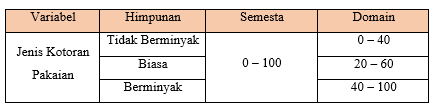 Variabel Himpunan Semesta Domain
Jenis Kotoran Pakaian Tidak Berminyak 0 – 100 0 – 40
Biasa 20 – 60
Berminyak 40 – 100